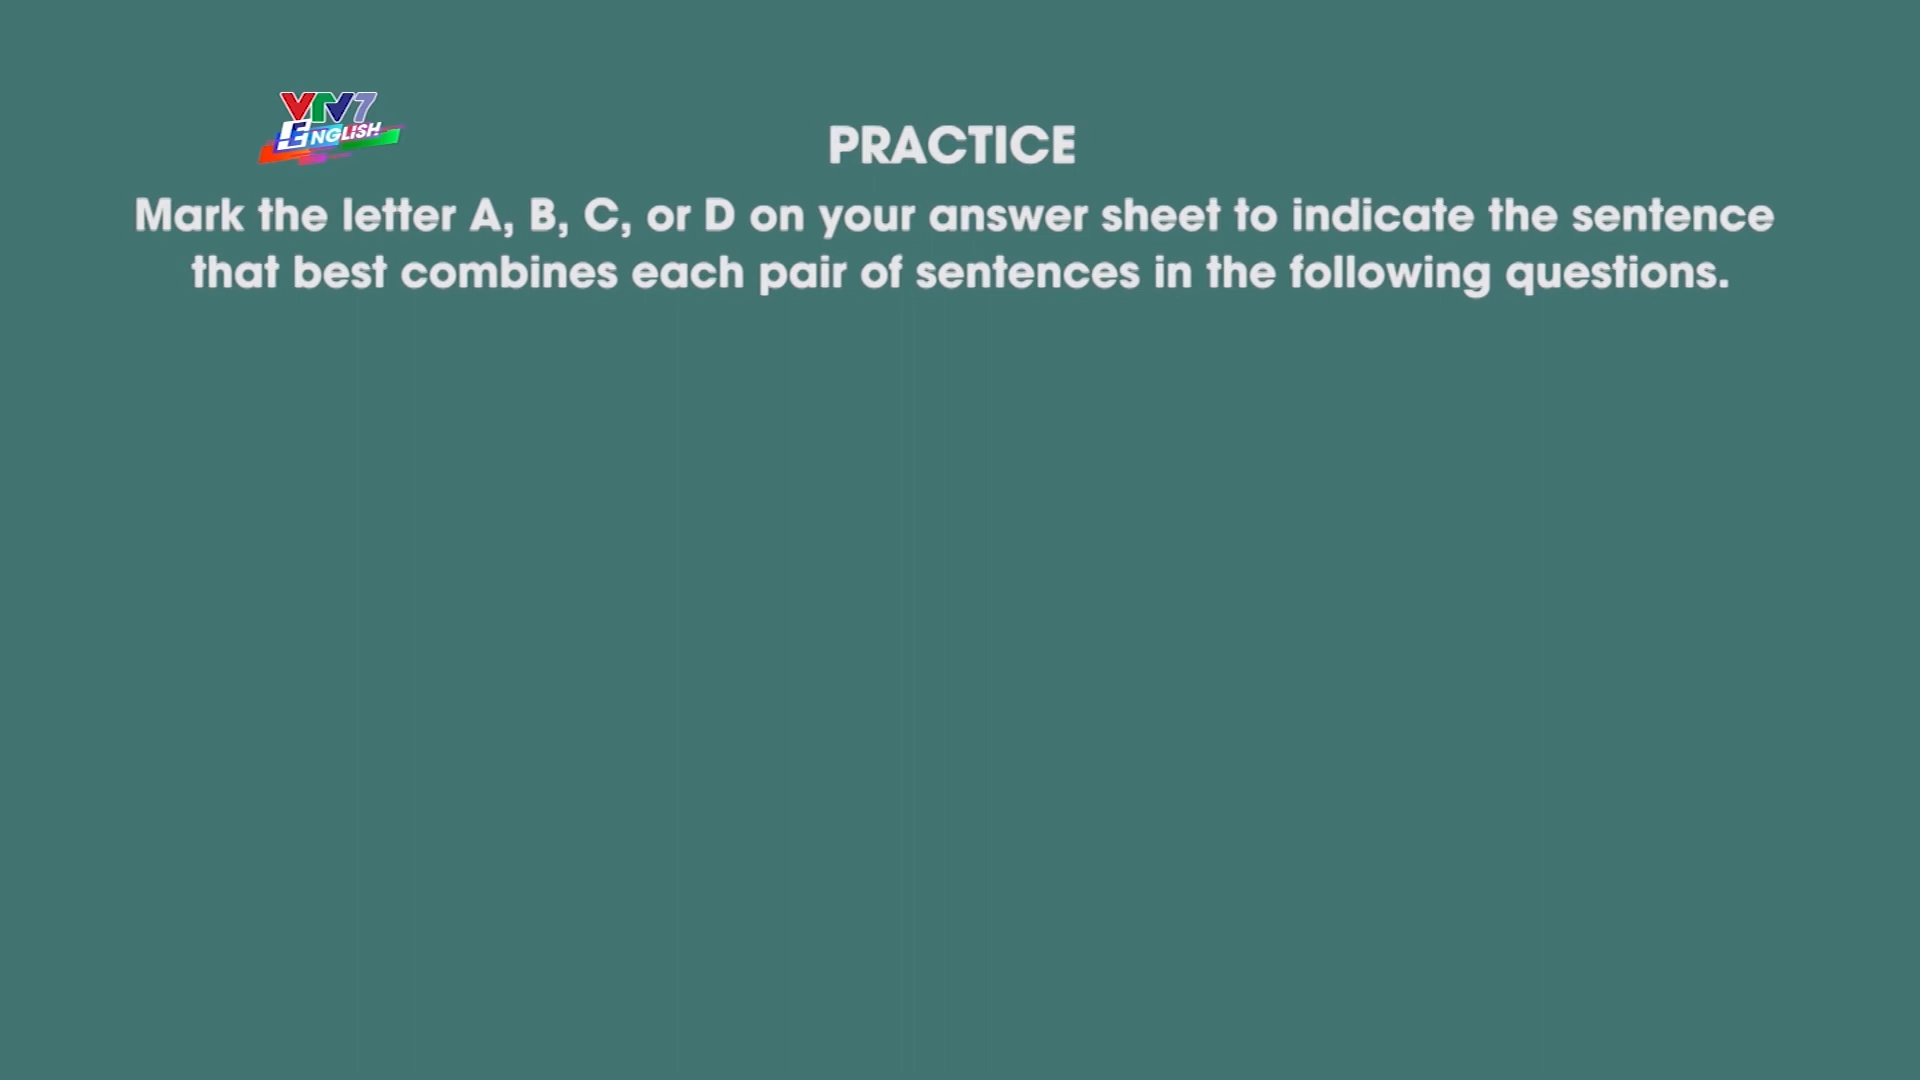 VTV7
ENGLISH
PRACTICE
Mark the letter A, B, C, or D on your answer sheet to indicate the sentence
that best combines each pair of sentences in the following questions.